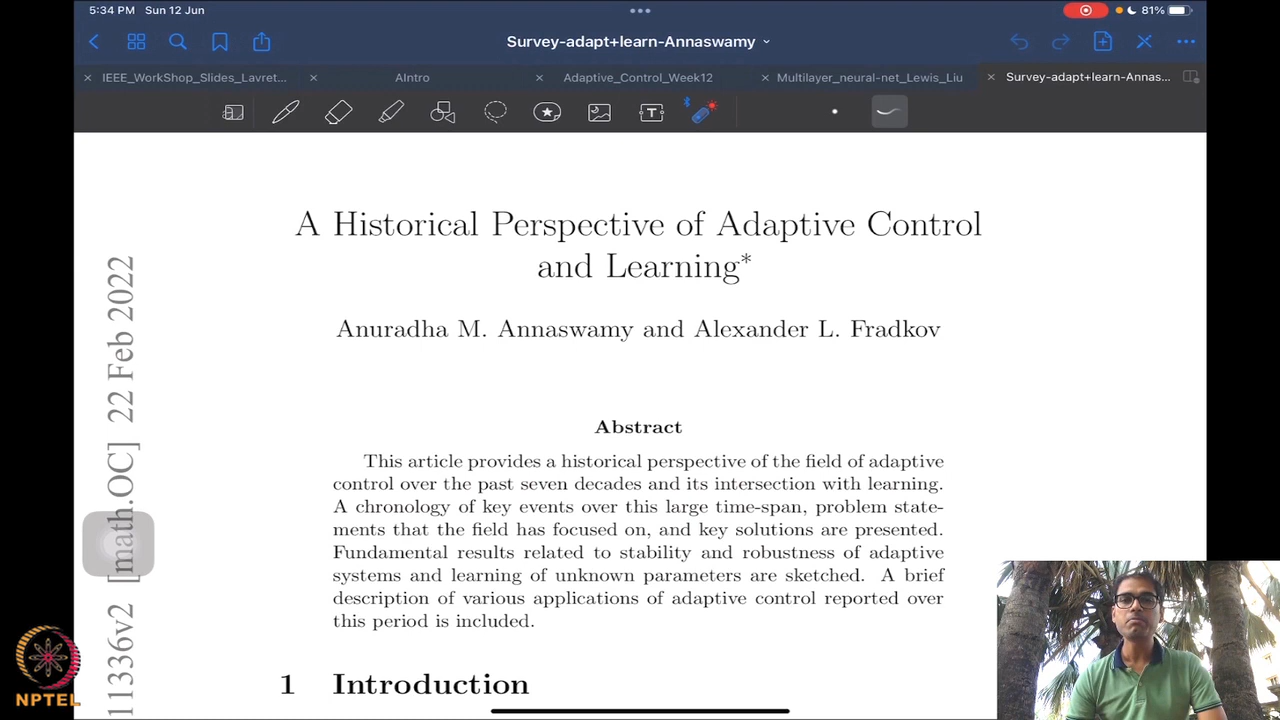 5:34 PM Sun 12 Jun
81%
Survey-adapt+learn-Annaswamy
IEEE_WorkShop_Slides_Lavret...
AIntro
Adaptive_Control_Week12
Multilayer_neural-net_Lewis_Liu
Survey-adapt+learn-Annas...
A Historical Perspective of Adaptive Control
and Learning*
Anuradha M. Annaswamy and Alexander L. Fradkov
Abstract
This article provides a historical perspective of the field of adaptive
control over the past seven decades and its intersection with learning.
A chronology of key events over this large time-span, problem state-
ments that the field has focused on, and key solutions are presented.
Fundamental results related to stability and robustness of adaptive
systems and learning of unknown parameters are sketched. A brief
description of various applications of adaptive control reported over
this period is included.
1 Introduction
11336v2 [math.OC] 22 Feb 2022
NPTEL